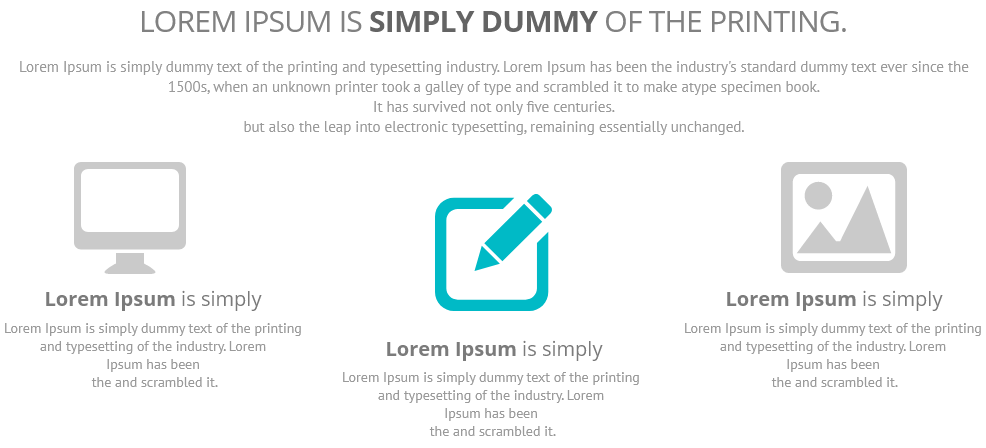 LOREM IPSUM IS SIMPLY DUMMY OF THE PRINTING.
Lorem Ipsum is simply dummy text of the printing and typesetting industry. Lorem Ipsum has been the industry's standard dummy text ever since the
1500s, when an unknown printer took a galley of type and scrambled it to make atype specimen book.
It has survived not only five centuries.
but also the leap into electronic typesetting, remaining essentially unchanged.
Lorem Ipsum is simply
Lorem Ipsum is simply dummy text of the printing
and typesetting of the industry. Lorem
Ipsum has been
the and scrambled it.
Lorem Ipsum is simply
Lorem Ipsum is simply dummy text of the printing
and typesetting of the industry. Lorem
Ipsum has been
the and scrambled it.
Lorem Ipsum is simply
Lorem Ipsum is simply dummy text of the printing
and typesetting of the industry. Lorem
Ipsum has been
the and scrambled it.